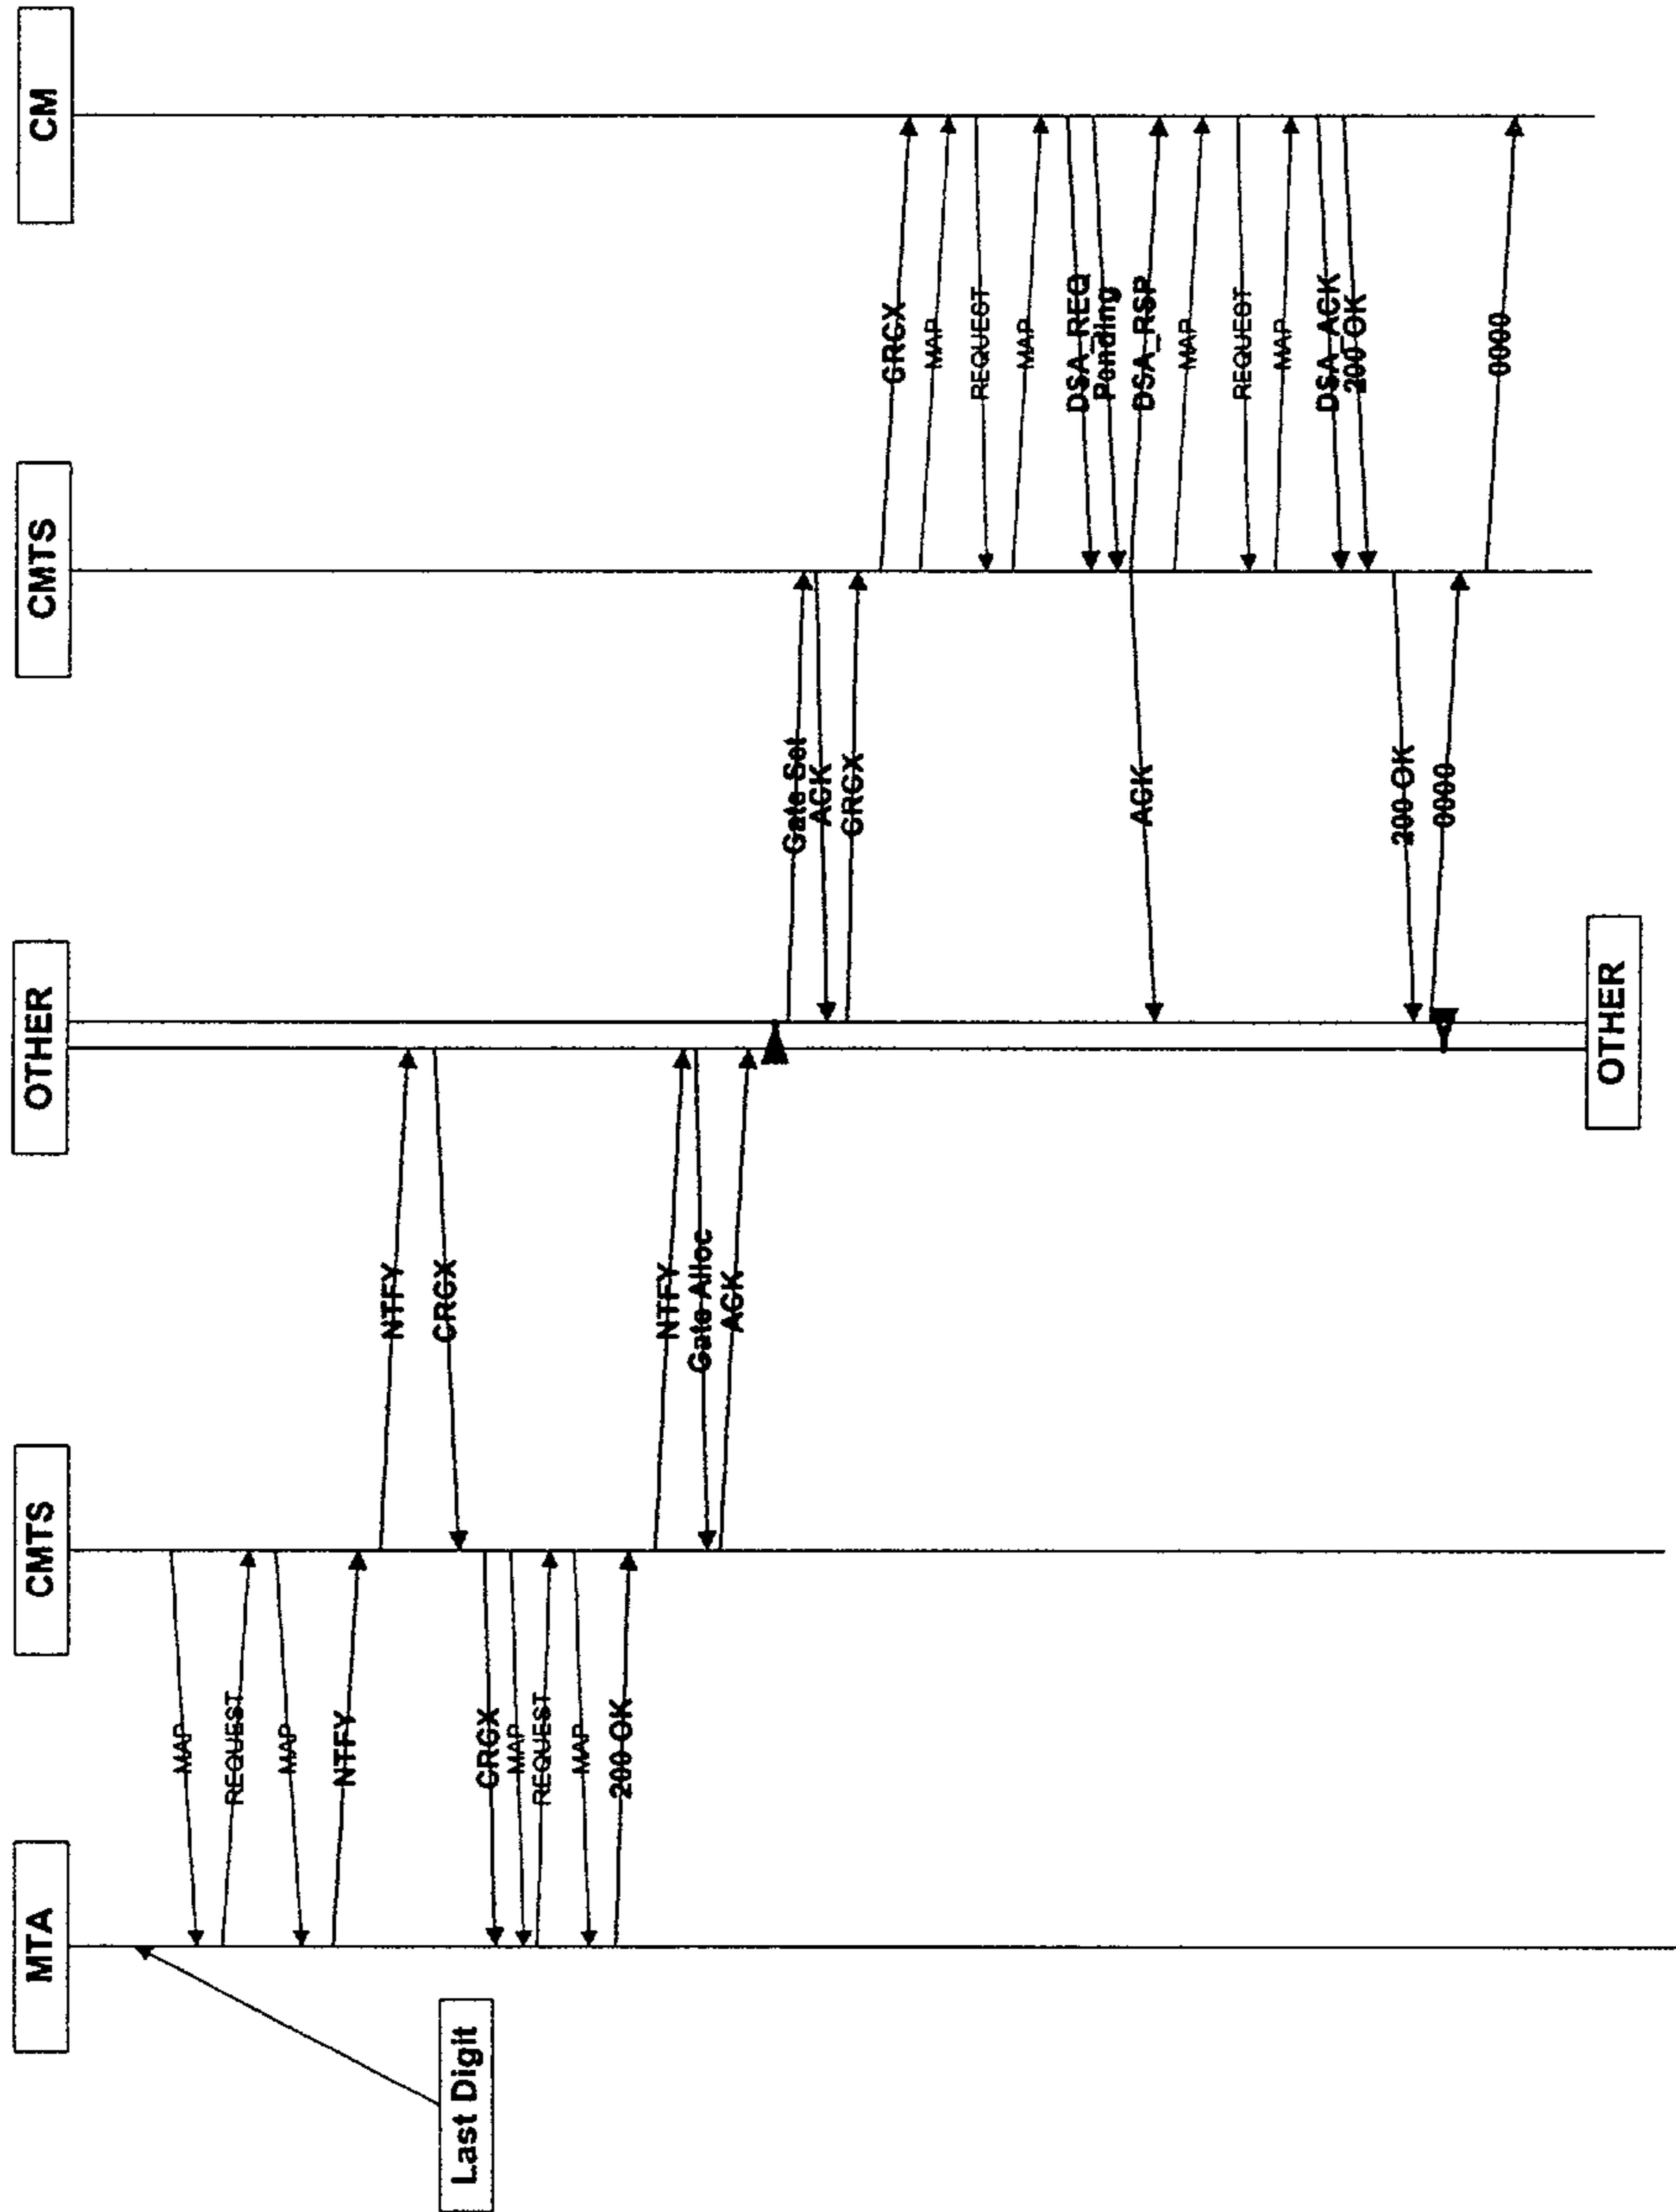 MTA
CMTS
OTHER
CMTS
CM
Last Digit
MAP
REQUEST
MAP
NTFY
NTFY
CRCX
CRCX
MAP
REQUEST
MAP
200 OK
NTFY
Gate Alloc
ACK
Gate Set
ACK
CRCX
CRCX
MAP
REQUEST
MAP
DSA_REQ
Pending
DSA_RSP
ACK
MAP
REQUEST
MAP
DSA_ACK
200 OK
200 OK
0000
0000
OTHER